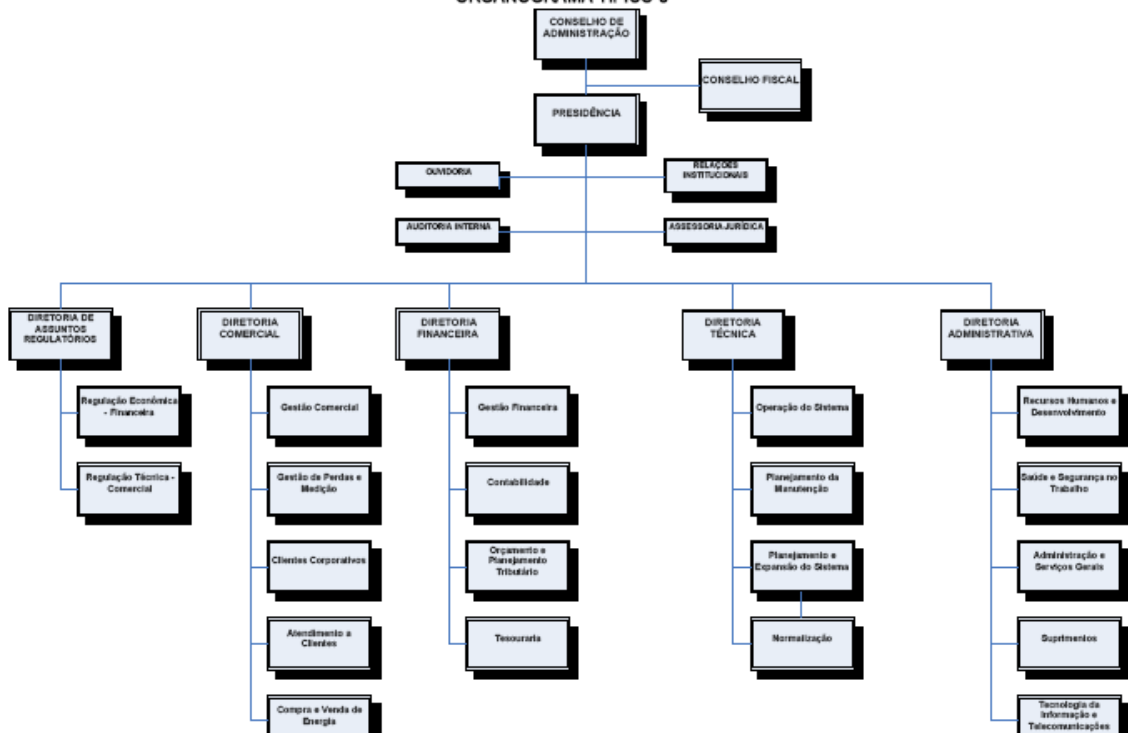 CONSELHO DE
ADMINISTRAÇÃO
CONSELHO FISCAL
PRESIDÊNCIA
OUVIDORIA
RELAÇÕES
INSTITUCIONAIS
AUDITORIA INTERNA
ASSESSORIA JURÍDICA
DIRETORIA DE
ASSUNTOS
REGULATÓRIOS
DIRETORIA
COMERCIAL
DIRETORIA
FINANCEIRA
DIRETORIA
TÉCNICA
DIRETORIA
ADMINISTRATIVA
Regulação Econômica
- Financeira
Regulação Técnica -
Comercial
Gestão Comercial
Gestão de Perdas e
Medição
Clientes Corporativos
Atendimento a
Clientes
Compra e Venda de
Energia
Gestão Financeira
Contabilidade
Orçamento e
Planejamento
Tributário
Tesouraria
Operação do Sistema
Planejamento da
Manutenção
Planejamento e
Expansão do Sistema
Normalização
Recursos Humanos e
Desenvolvimento
Saúde e Segurança no
Trabalho
Administração e
Serviços Gerais
Suprimentos
Tecnologia da
Informação e
Telecomunicações